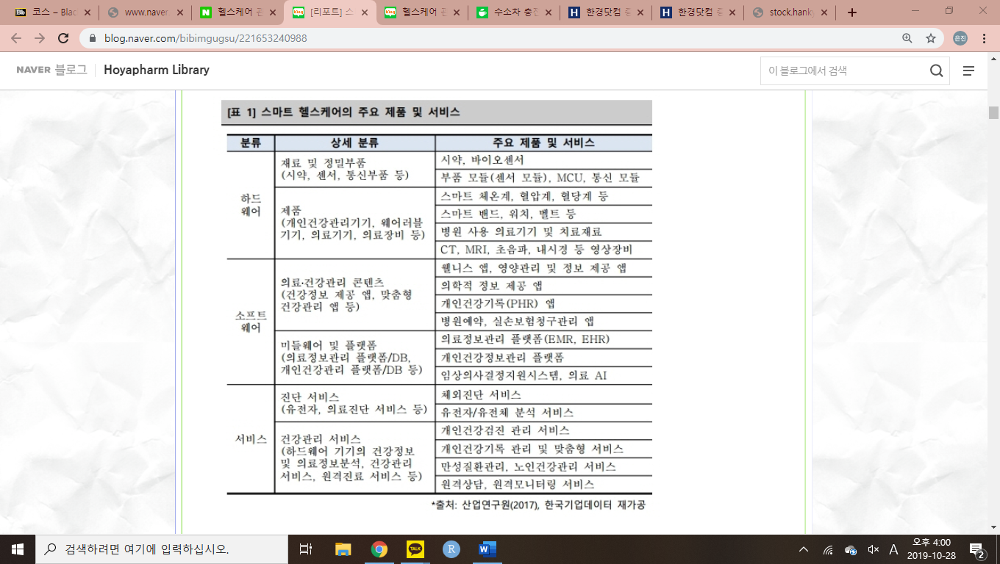 코스 – Blac
www.naver
헬스케어 관
[리포트] 스
헬스케어 관
수소차 충전
한경닷컴 증
한경닷컴 증
stock.hanky
blog.naver.com/bibimgugsu/221653240988
은진
NAVER 블로그
Hoyapharm Library
이 블로그에서 검색
[표 1] 스마트 헬스케어의 주요 제품 및 서비스
분류 상세 분류 주요 제품 및 서비스
하드
웨어
재료 및 정밀부품
(시약, 센서, 통신부품 등)
시약, 바이오센서
부품 모듈(센서 모듈), MCU, 통신 모듈
제품
(개인건강관리기기, 웨어러블
기기, 의료기기, 의료장비 등)
스마트 체온계, 혈압계, 혈당계 등
스마트 밴드, 워치, 벨트 등
병원 사용 의료기기 및 치료재료
CT, MRI, 초음파, 내시경 등 영상장비
소프트
웨어
의료·건강관리 콘텐츠
(건강정보 제공 앱, 맞춤형
건강관리 앱 등)
웰니스 앱, 영양관리 및 정보 제공 앱
의학적 정보 제공 앱
개인건강기록(PHR) 앱
병원예약, 실손보험청구관리 앱
미들웨어 및 플랫폼
(의료정보관리 플랫폼/DB,
개인건강관리 플랫폼/DB 등)
의료정보관리 플랫폼(EMR, EHR)
개인건강정보관리 플랫폼
임상의사결정지원시스템, 의료 AI
서비스
진단 서비스
(유전자, 의료진단 서비스 등)
체외진단 서비스
유전자/유전체 분석 서비스
건강관리 서비스
(하드웨어 기기의 건강정보
및 의료정보분석, 건강관리
서비스, 원격진료 서비스 등)
개인건강검진 관리 서비스
개인건강기록 관리 및 맞춤형 서비스
만성질환관리, 노인건강관리 서비스
원격상담, 원격모니터링 서비스
*출처: 산업연구원(2017), 한국기업데이터 재가공
검색하려면 여기에 입력하십시오.
TALK
R
A
오후 4:00
2019-10-28
2